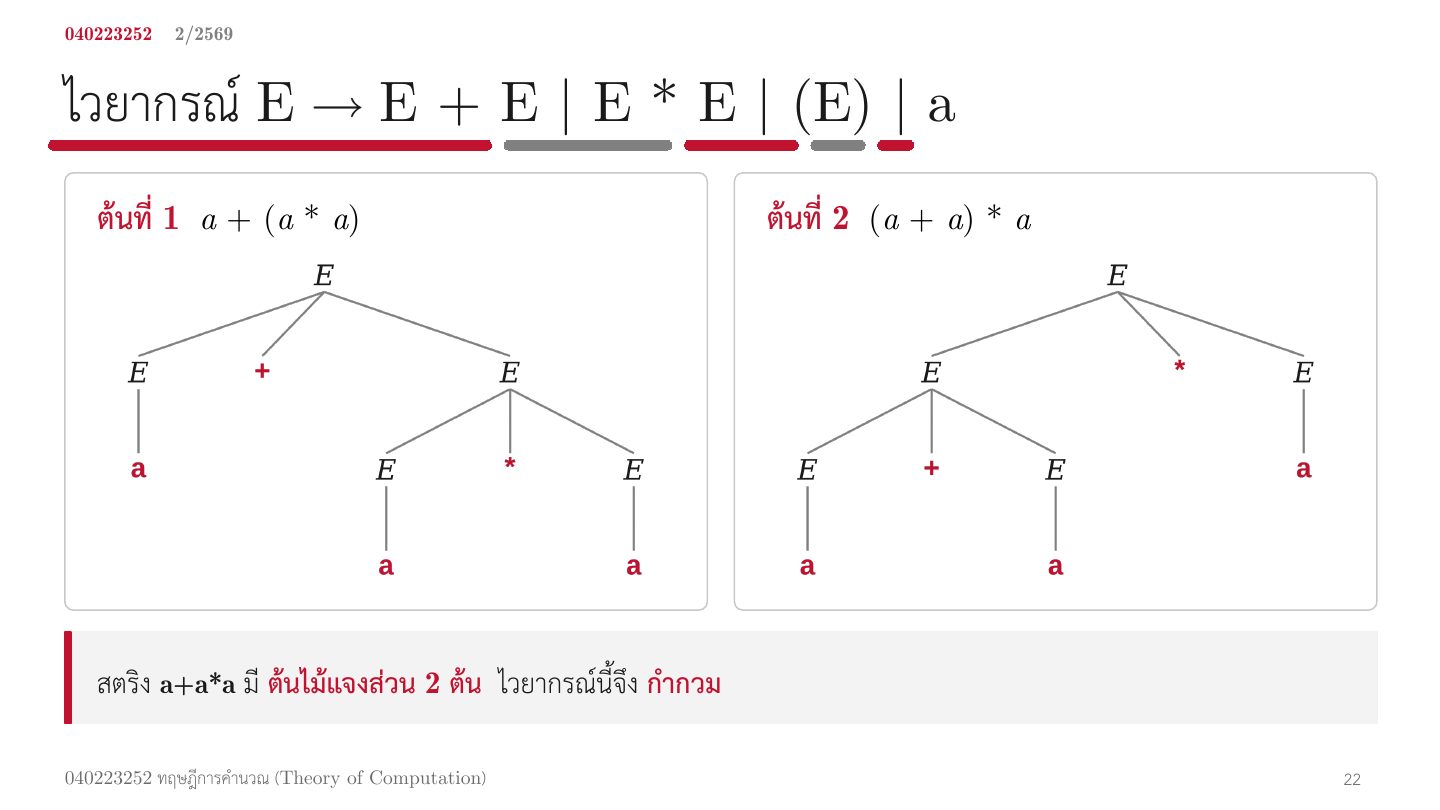 040223252 2/2569
ไวยากรณ์ E → E + E | E * E | (E) | a
ต้นที่ 1 a + (a * a)
E
E + E
a E * E
a a
ต้นที่ 2 (a + a) * a
E
E * E
E + E a
a a
สตริง a+a*a มี ต้นไม้แจงส่วน 2 ต้น ไวยากรณ์นี้จึง กำกวม
040223252 ทฤษฎีการคำนวณ (Theory of Computation) 22